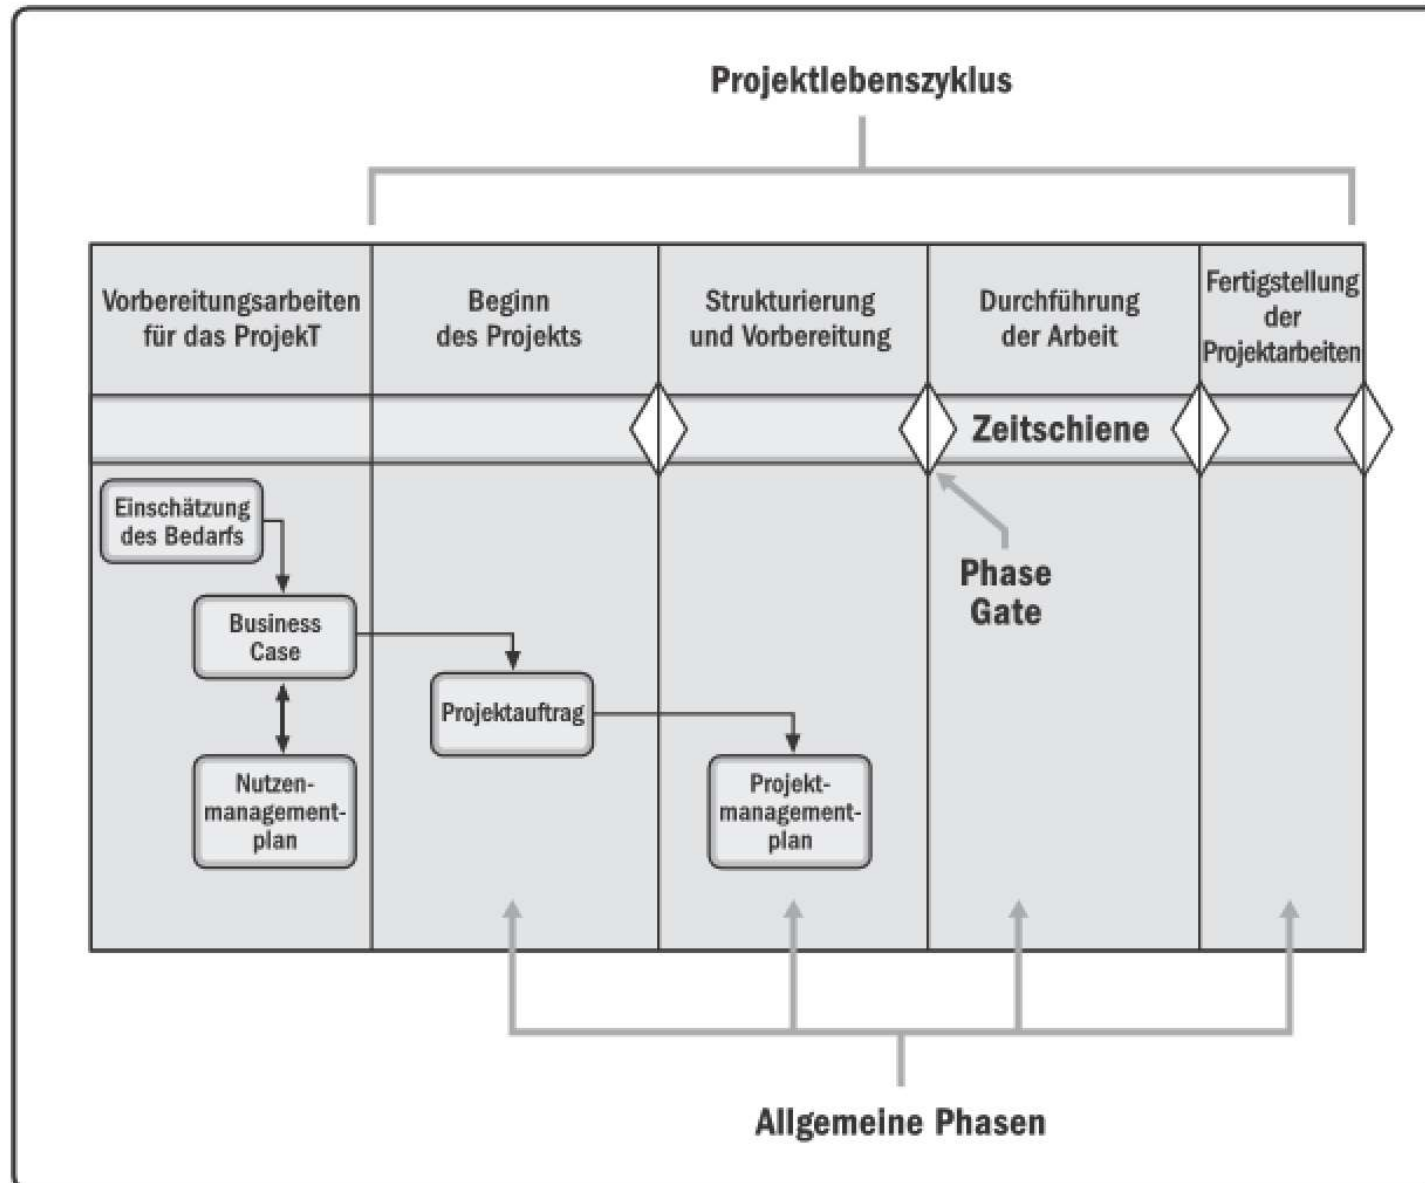 Projektlebenszyklus
Vorbereitungsarbeiten
für das ProjekT
Beginn
des Projekts
Strukturierung
und Vorbereitung
Durchführung
der Arbeit
Fertigstellung
der
Projektarbeiten
Zeitschiene
Einschätzung
des Bedarfs
Business
Case
Nutzen-
management-
plan
Projektauftrag
Projekt-
management-
plan
Phase
Gate
Allgemeine Phasen